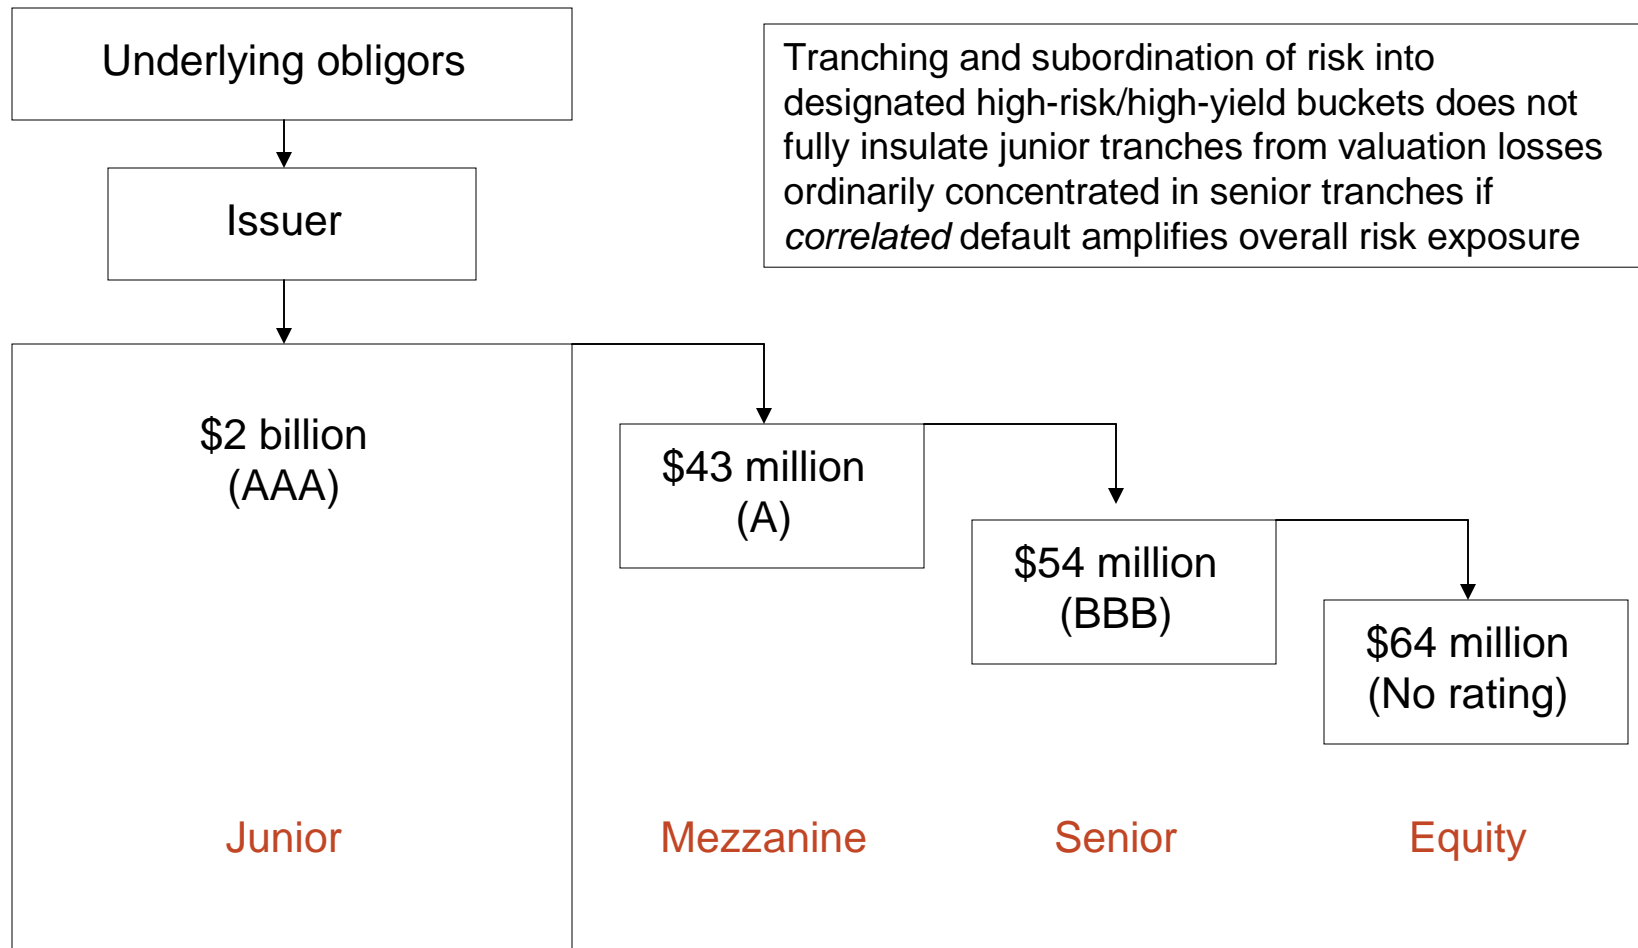 Underlying obligors
Issuer
Tranching and subordination of risk into
designated high-risk/high-yield buckets does not
fully insulate junior tranches from valuation losses
ordinarily concentrated in senior tranches if
correlated default amplifies overall risk exposure
$2 billion
(AAA)
$43 million
(A)
$54 million
(BBB)
$64 million
(No rating)
Junior
Mezzanine
Senior
Equity